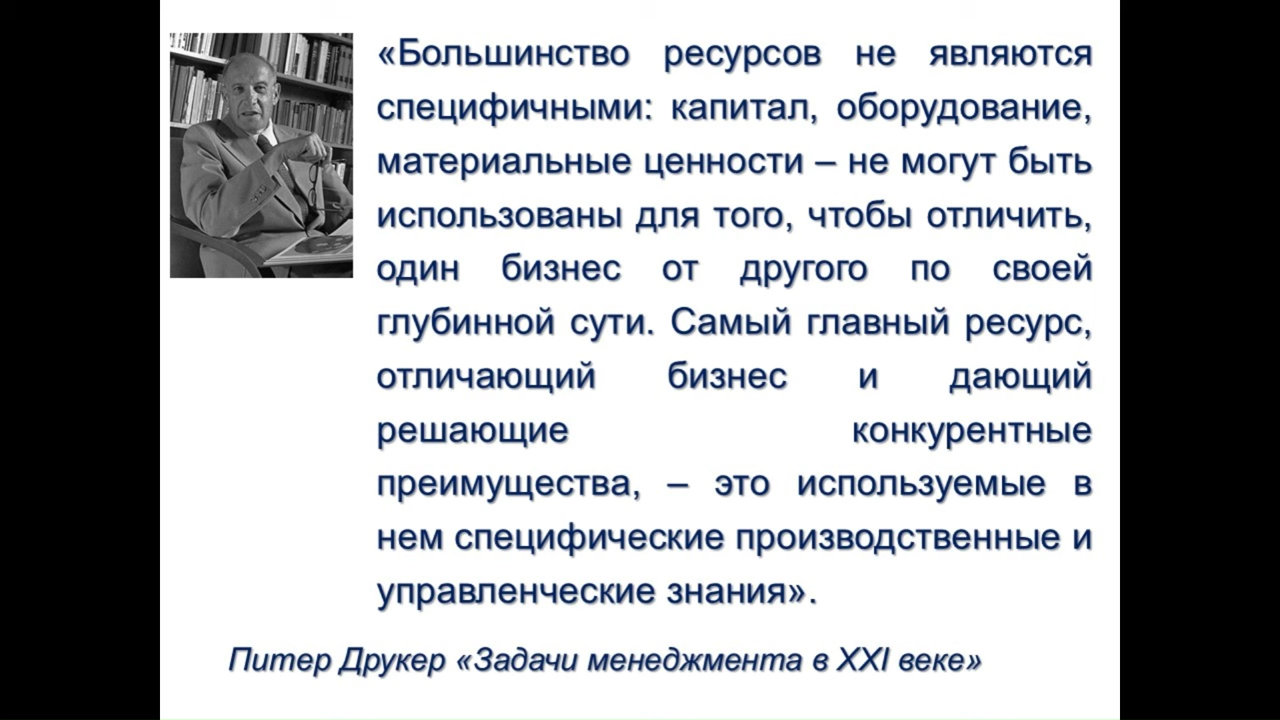 «Большинство ресурсов не являются
специфичными: капитал, оборудование,
материальные ценности – не могут быть
использованы для того, чтобы отличить,
один бизнес от другого по своей
глубинной сути. Самый главный ресурс,
отличающий бизнес и дающий
решающие конкурентные
преимущества, – это используемые в
нем специфические производственные и
управленческие знания».
Питер Друкер «Задачи менеджмента в XXI веке»